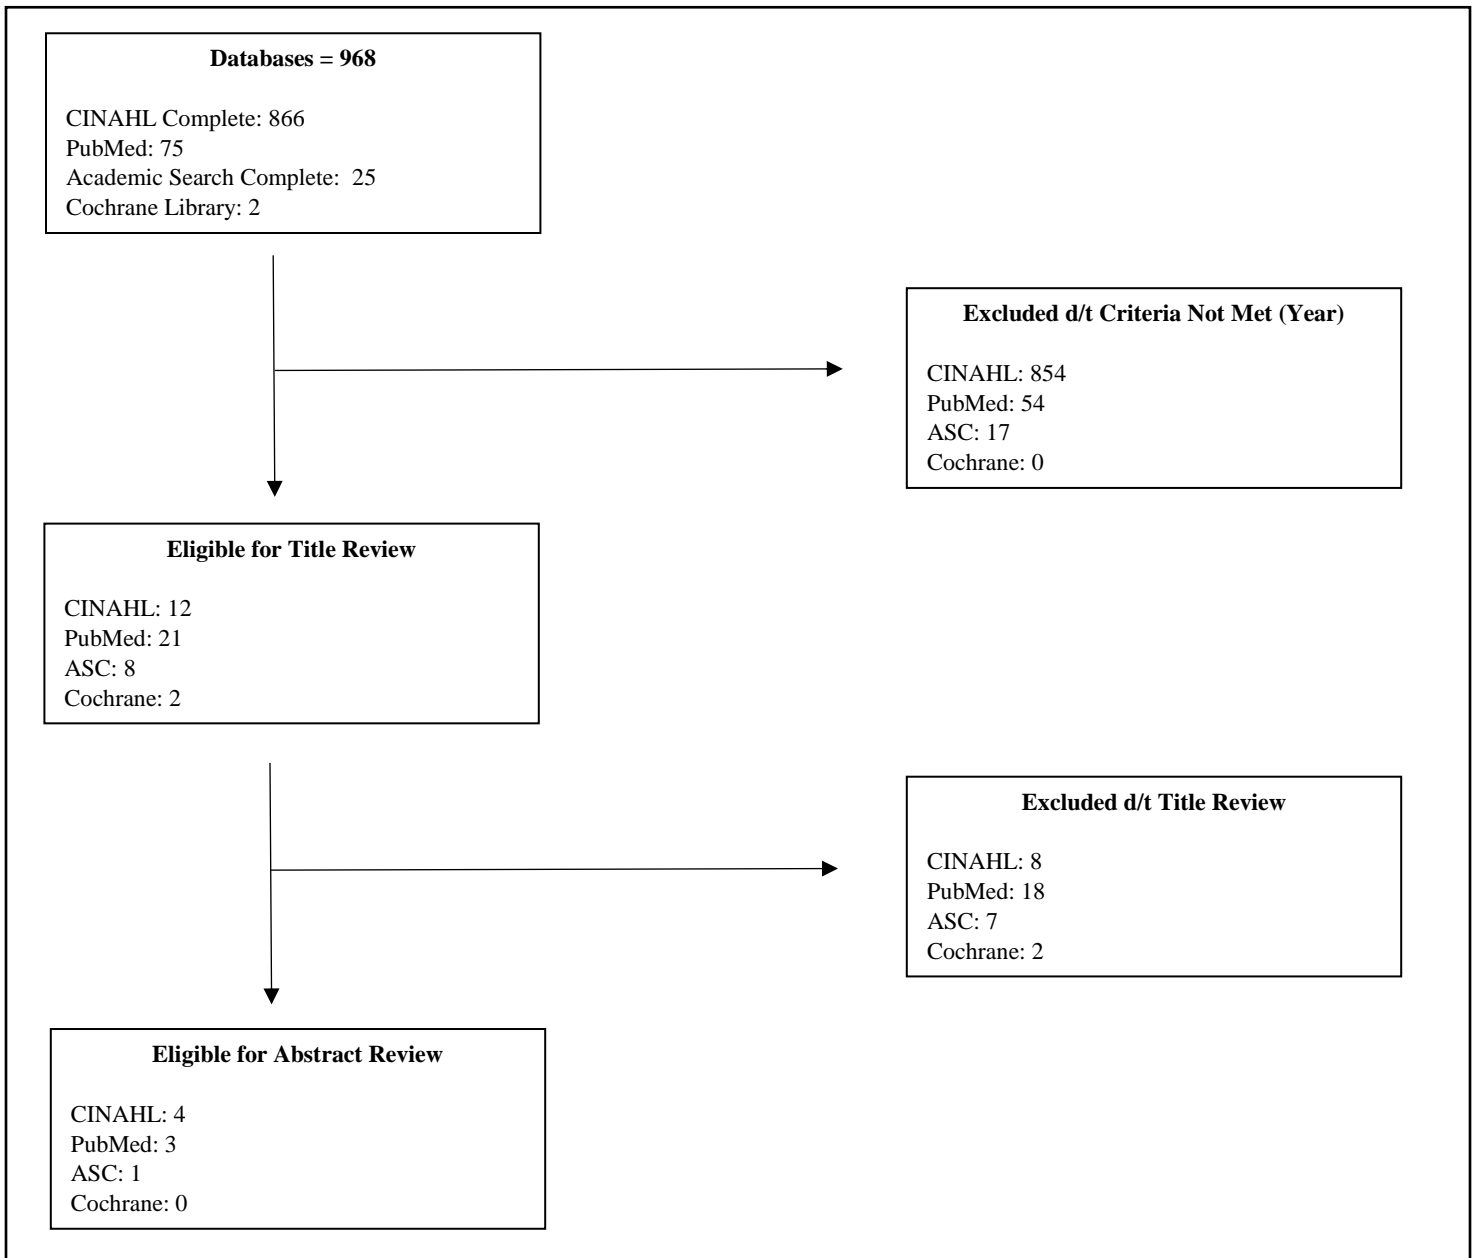 Databases = 968
CINAHL Complete: 866
PubMed: 75
Academic Search Complete:  25
Cochrane Library: 2
Excluded d/t Criteria Not Met (Year)
CINAHL: 854
PubMed: 54
ASC: 17
Cochrane: 0
Eligible for Title Review
CINAHL: 12
PubMed: 21
ASC: 8
Cochrane: 2
Excluded d/t Title Review
CINAHL: 8
PubMed: 18
ASC: 7
Cochrane: 2
Eligible for Abstract Review
CINAHL: 4
PubMed: 3
ASC: 1
Cochrane: 0